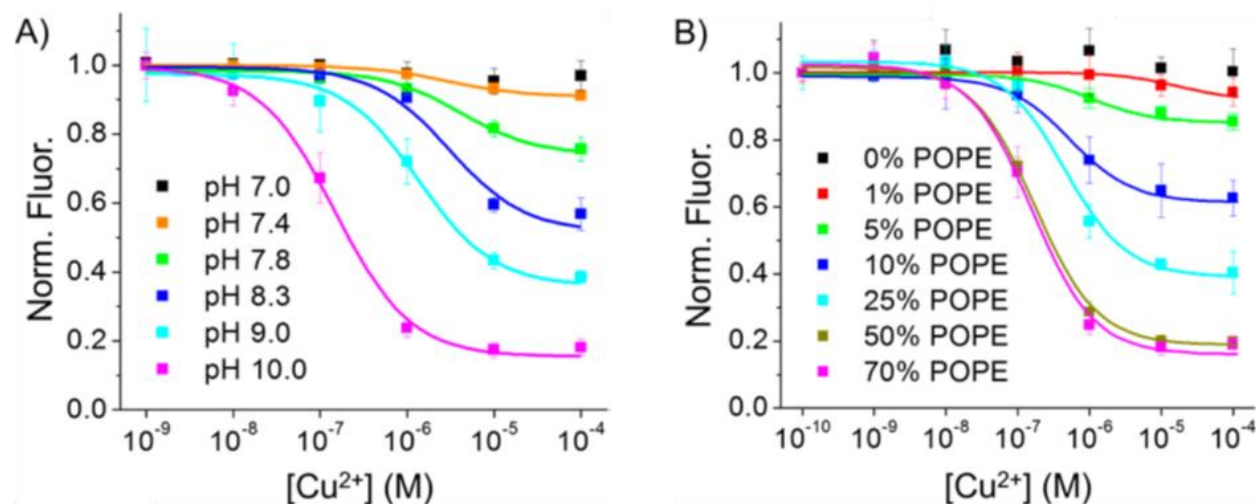 A)
Norm. Fluor.
1.0
0.8
0.6
0.4
0.2
0.0
pH 7.0
pH 7.4
pH 7.8
pH 8.3
pH 9.0
pH 10.0
10⁻⁹ 10⁻⁸ 10⁻⁷ 10⁻⁶ 10⁻⁵ 10⁻⁴
[Cu²⁺] (M)
B)
Norm. Fluor.
1.0
0.8
0.6
0.4
0.2
0.0
0% POPE
1% POPE
5% POPE
10% POPE
25% POPE
50% POPE
70% POPE
10⁻¹⁰ 10⁻⁹ 10⁻⁸ 10⁻⁷ 10⁻⁶ 10⁻⁵ 10⁻⁴
[Cu²⁺] (M)